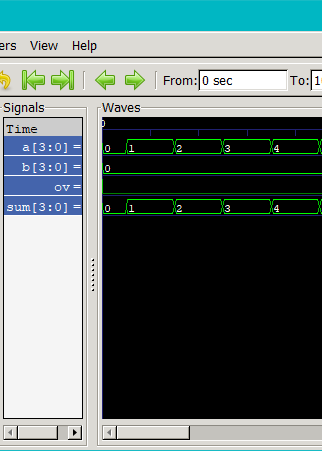 ers View Help
From: 0 sec To: 1
Signals Waves
Time 0
a[3:0] = 0 1 2 3 4
b[3:0] = 0
ov =
sum[3:0] = 0 1 2 3 4